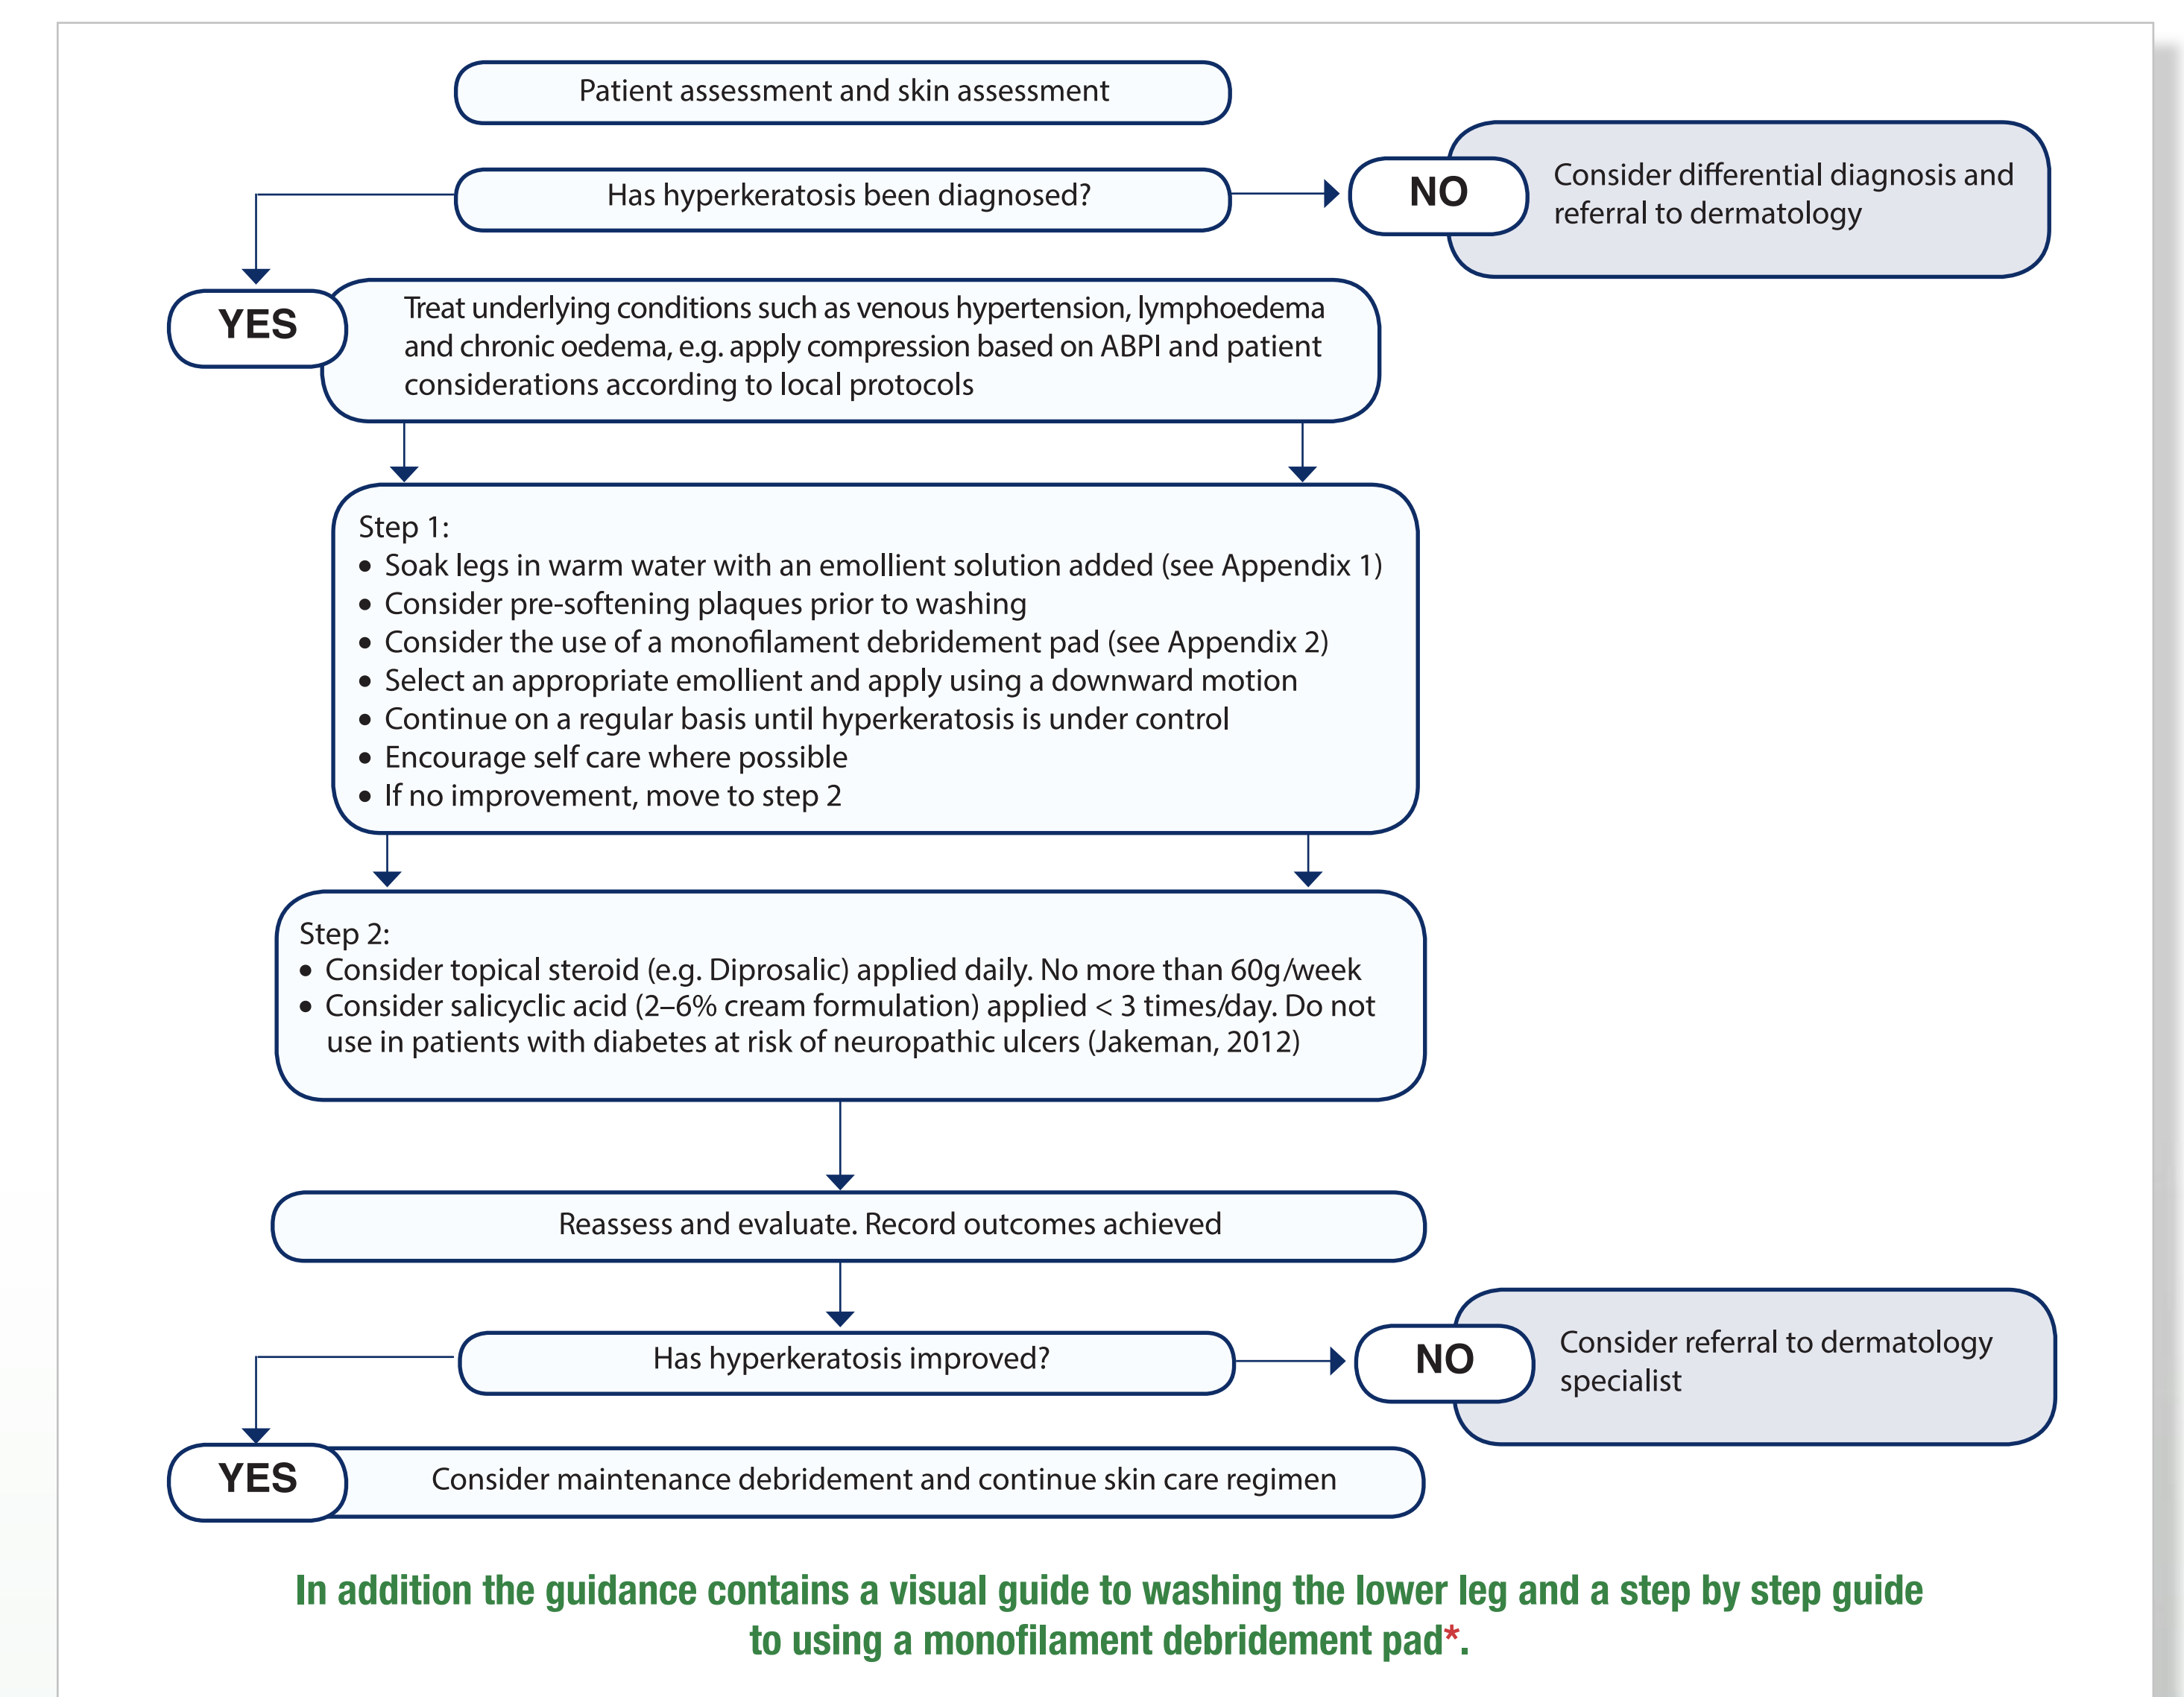 Patient assessment and skin assessment
Has hyperkeratosis been diagnosed?
NO
Consider differential diagnosis and
referral to dermatology
YES
Treat underlying conditions such as venous hypertension, lymphoedema
and chronic oedema, e.g. apply compression based on ABPI and patient
considerations according to local protocols
Step 1:
• Soak legs in warm water with an emollient solution added (see Appendix 1)
• Consider pre-softening plaques prior to washing
• Consider the use of a monofilament debridement pad (see Appendix 2)
• Select an appropriate emollient and apply using a downward motion
• Continue on a regular basis until hyperkeratosis is under control
• Encourage self care where possible
• If no improvement, move to step 2
Step 2:
• Consider topical steroid (e.g. Diprosalic) applied daily. No more than 60g/week
• Consider salicyclic acid (2–6% cream formulation) applied < 3 times/day. Do not
use in patients with diabetes at risk of neuropathic ulcers (Jakeman, 2012)
Reassess and evaluate. Record outcomes achieved
Has hyperkeratosis improved?
NO
Consider referral to dermatology
specialist
YES
Consider maintenance debridement and continue skin care regimen
In addition the guidance contains a visual guide to washing the lower leg and a step by step guide
to using a monofilament debridement pad*.